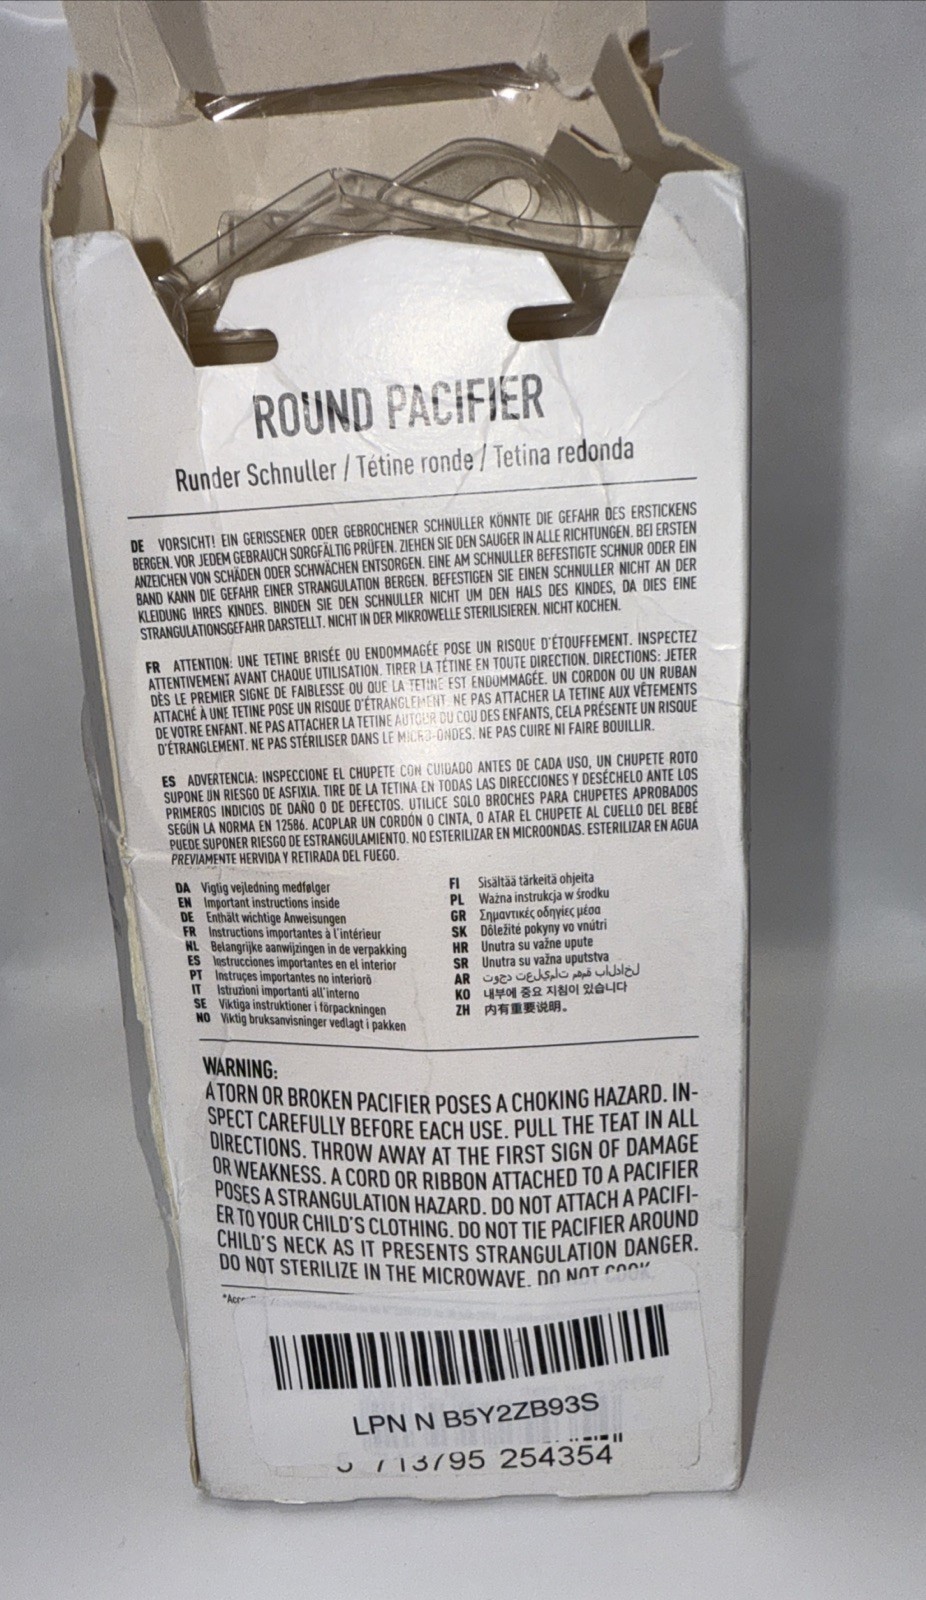 ROUND PACIFIER
Runder Schnuller / Tétine ronde / Tetina redonda
DE VORSICHT! EIN GERISSENER ODER GEBROCHENER SCHNULLER KÖNNTE DIE GEFAHR DES ERSTICKENS
BERGEN. VOR JEDEM GEBRAUCH SORGFÄLTIG PRÜFEN. ZIEHEN SIE DEN SAUGER IN ALLE RICHTUNGEN. BEI ERSTEN
ANZEICHEN VON SCHÄDEN ODER SCHWÄCHEN ENTSORGEN. EINE AM SCHNULLER BEFESTIGTE SCHNUR ODER EIN
BAND KANN DIE GEFAHR EINER STRANGULATION BERGEN. BEFESTIGEN SIE EINEN SCHNULLER NICHT AN DER
KLEIDUNG IHRES KINDES. BINDEN SIE DEN SCHNULLER NICHT UM DEN HALS DES KINDES, DA DIES EINE
STRANGULATIONSGEFAHR DARSTELLT. NICHT IN DER MIKROWELLE STERILISIEREN. NICHT KOCHEN.
FR ATTENTION: UNE TETINE BRISÉE OU ENDOMMAGÉE POSE UN RISQUE D'ÉTOUFFEMENT. INSPECTEZ
ATTENTIVEMENT AVANT CHAQUE UTILISATION. TIRER LA TÉTINE EN TOUTE DIRECTION. DIRECTIONS: JETER
DÈS LE PREMIER SIGNE DE FAIBLESSE OU QUE LA TETINE EST ENDOMMAGÉE. UN CORDON OU UN RUBAN
ATTACHÉ À UNE TETINE POSE UN RISQUE D'ÉTRANGLEMENT. NE PAS ATTACHER LA TETINE AUX VÊTEMENTS
DE VOTRE ENFANT. NE PAS ATTACHER LA TETINE AUTOUR DU COU DES ENFANTS, CELA PRÉSENTE UN RISQUE
D'ÉTRANGLEMENT. NE PAS STÉRILISER DANS LE MICRO-ONDES. NE PAS CUIRE NI FAIRE BOUILLIR.
ES ADVERTENCIA: INSPECCIONE EL CHUPETE CON CUIDADO ANTES DE CADA USO, UN CHUPETE ROTO
SUPONE UN RIESGO DE ASFIXIA. TIRE DE LA TETINA EN TODAS LAS DIRECCIONES Y DESÉCHELO ANTE LOS
PRIMEROS INDICIOS DE DAÑO O DE DEFECTOS. UTILICE SOLO BROCHES PARA CHUPETES APROBADOS
SEGÚN LA NORMA EN 12586. ACOPLAR UN CORDÓN O CINTA, O ATAR EL CHUPETE AL CUELLO DEL BEBÉ
PUEDE SUPONER RIESGO DE ESTRANGULAMIENTO. NO ESTERILIZAR EN MICROONDAS. ESTERILIZAR EN AGUA
PREVIAMENTE HERVIDA Y RETIRADA DEL FUEGO.
DA Vigtig vejledning medfølger
EN Important instructions inside
DE Enthält wichtige Anweisungen
FR Instructions importantes à l'intérieur
NL Belangrijke aanwijzingen in de verpakking
ES Instrucciones importantes en el interior
PT Instruçes importantes no interioró
IT Istruzioni importanti all'interno
SE Viktiga instruktioner i förpackningen
NO Viktig bruksanvisninger vedlagt i pakken
FI Sisältää tärkeitä ohjeita
PL Ważna instrukcja w środku
GR Σημαντικές οδηγίες μέσα
SK Dôležité pokyny vo vnútri
HR Unutra su važne upute
SR Unutra su važna uputstva
AR
KO 내부에 중요 지침이 있습니다
ZH 内有重要说明。
WARNING:
A TORN OR BROKEN PACIFIER POSES A CHOKING HAZARD. IN-
SPECT CAREFULLY BEFORE EACH USE. PULL THE TEAT IN ALL
DIRECTIONS. THROW AWAY AT THE FIRST SIGN OF DAMAGE
OR WEAKNESS. A CORD OR RIBBON ATTACHED TO A PACIFIER
POSES A STRANGULATION HAZARD. DO NOT ATTACH A PACIFI-
ER TO YOUR CHILD'S CLOTHING. DO NOT TIE PACIFIER AROUND
CHILD'S NECK AS IT PRESENTS STRANGULATION DANGER.
DO NOT STERILIZE IN THE MICROWAVE. DO NOT COOK.
LPN N B5Y2ZB93S
5 713795 254354